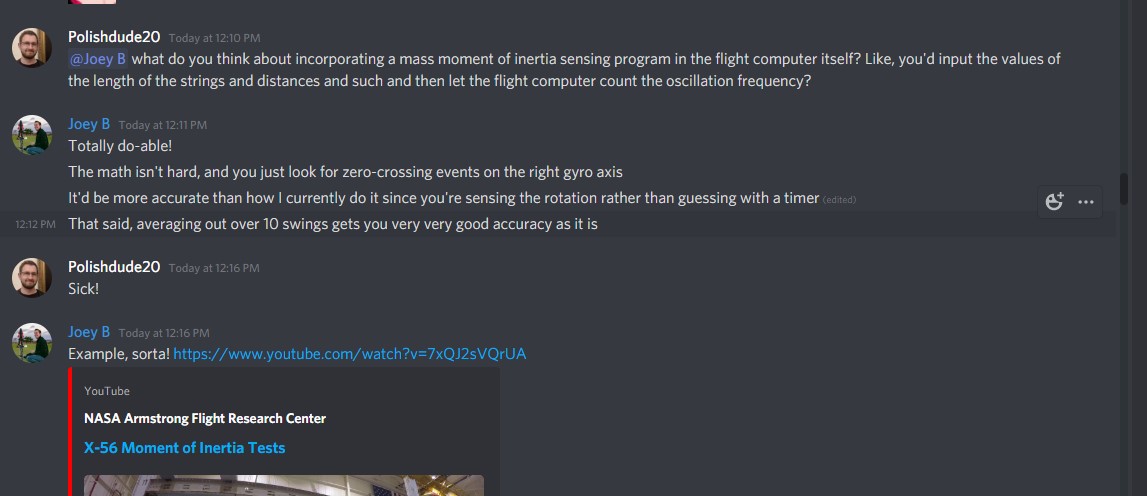 Polishdude20 Today at 12:10 PM
@Joey B what do you think about incorporating a mass moment of inertia sensing program in the flight computer itself? Like, you'd input the values of
the length of the strings and distances and such and then let the flight computer count the oscillation frequency?
Joey B Today at 12:11 PM
Totally do-able!
The math isn't hard, and you just look for zero-crossing events on the right gyro axis
It'd be more accurate than how I currently do it since you're sensing the rotation rather than guessing with a timer (edited)
12:12 PM That said, averaging out over 10 swings gets you very very good accuracy as it is
Polishdude20 Today at 12:16 PM
Sick!
Joey B Today at 12:16 PM
Example, sorta! https://www.youtube.com/watch?v=7xQJ2sVQrUA
YouTube
NASA Armstrong Flight Research Center
X-56 Moment of Inertia Tests